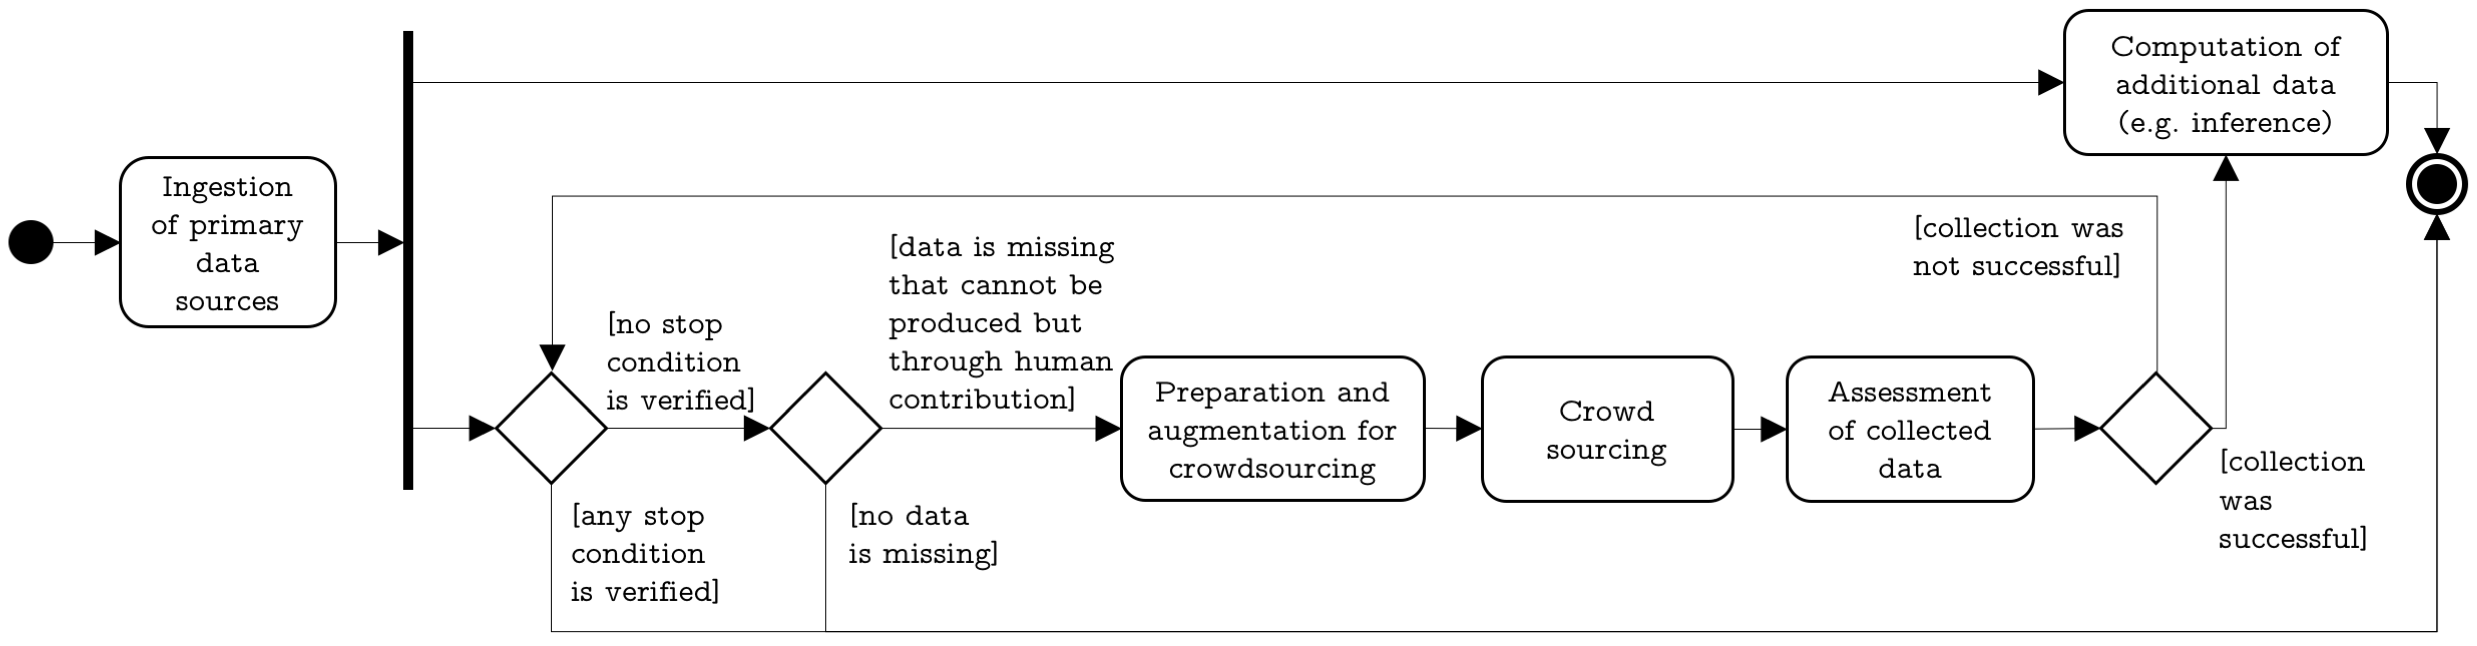 Ingestion
of primary
data
sources
Computation of
additional data
(e.g. inference)
[no stop
condition
is verified]
[any stop
condition
is verified]
[data is missing
that cannot be
produced but
through human
contribution]
[no data
is missing]
Preparation and
augmentation for
crowdsourcing
Crowd
sourcing
Assessment
of collected
data
[collection was
not successful]
[collection
was
successful]